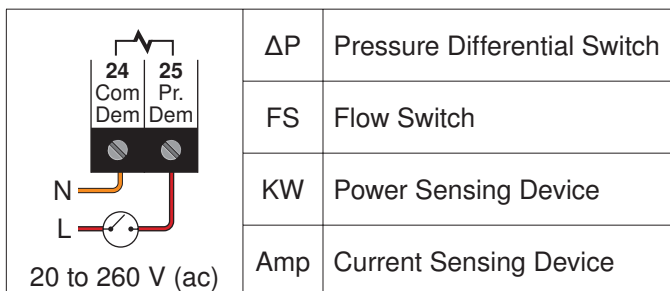 24 25
Com Pr.
Dem Dem
N
L
20 to 260 V (ac)
ΔP Pressure Differential Switch
FS Flow Switch
KW Power Sensing Device
Amp Current Sensing Device